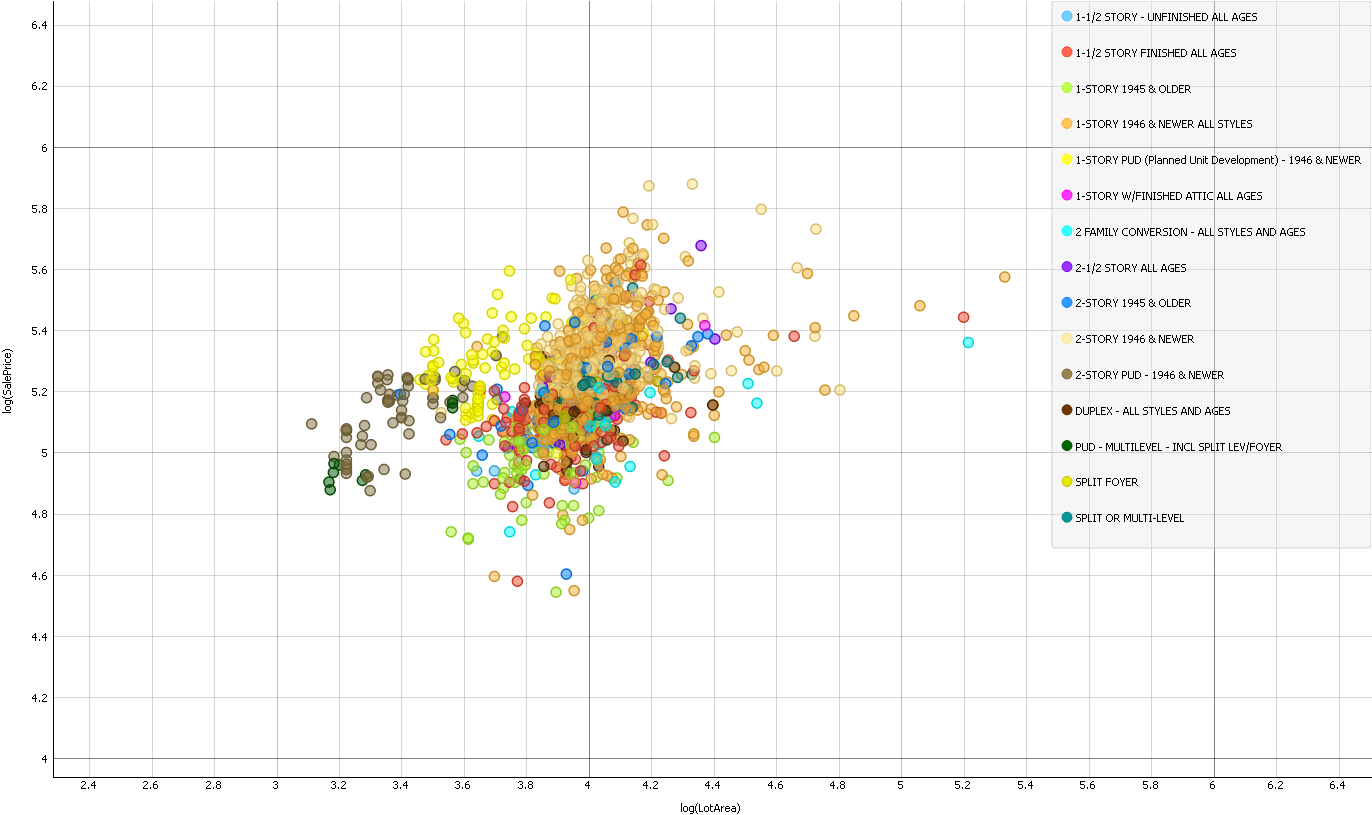 6.4
6.2
6
5.8
5.6
5.4
5.2
5
4.8
4.6
4.4
4.2
4
log(SalePrice)
1-1/2 STORY - UNFINISHED ALL AGES
1-1/2 STORY FINISHED ALL AGES
1-STORY 1945 & OLDER
1-STORY 1946 & NEWER ALL STYLES
1-STORY PUD (Planned Unit Development) - 1946 & NEWER
1-STORY W/FINISHED ATTIC ALL AGES
2 FAMILY CONVERSION - ALL STYLES AND AGES
2-1/2 STORY ALL AGES
2-STORY 1945 & OLDER
2-STORY 1946 & NEWER
2-STORY PUD - 1946 & NEWER
DUPLEX - ALL STYLES AND AGES
PUD - MULTILEVEL - INCL SPLIT LEV/FOYER
SPLIT FOYER
SPLIT OR MULTI-LEVEL
2.4 2.6 2.8 3 3.2 3.4 3.6 3.8 4 4.2 4.4 4.6 4.8 5 5.2 5.4 5.6 5.8 6 6.2 6.4
log(LotArea)